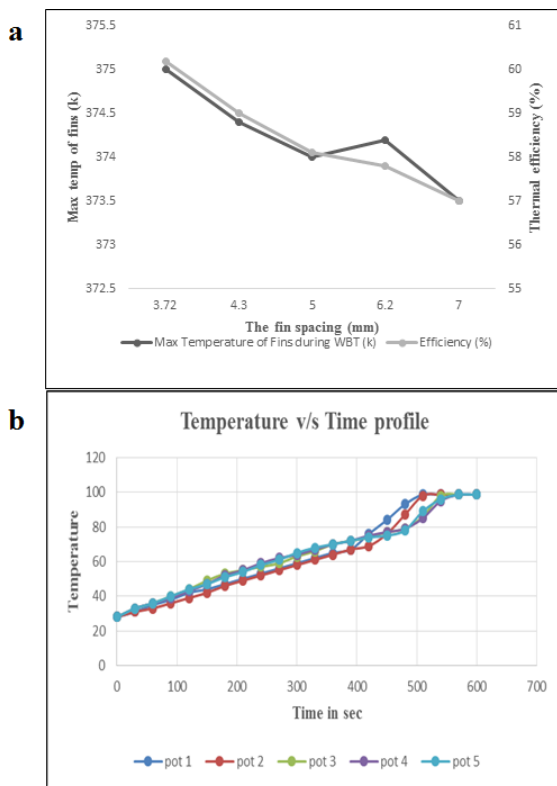 a
375.5
375
374.5
374
373.5
373
372.5
Max temp of fins (k)
61
60
59
58
57
56
55
Thermal efficiency (%)
3.72 4.3 5 6.2 7
The fin spacing (mm)
Max Temperature of Fins during WBT (k) Efficiency (%)
b
Temperature v/s Time profile
120
100
80
60
40
20
0
Temperature
0 100 200 300 400 500 600 700
Time in sec
pot 1 pot 2 pot 3 pot 4 pot 5